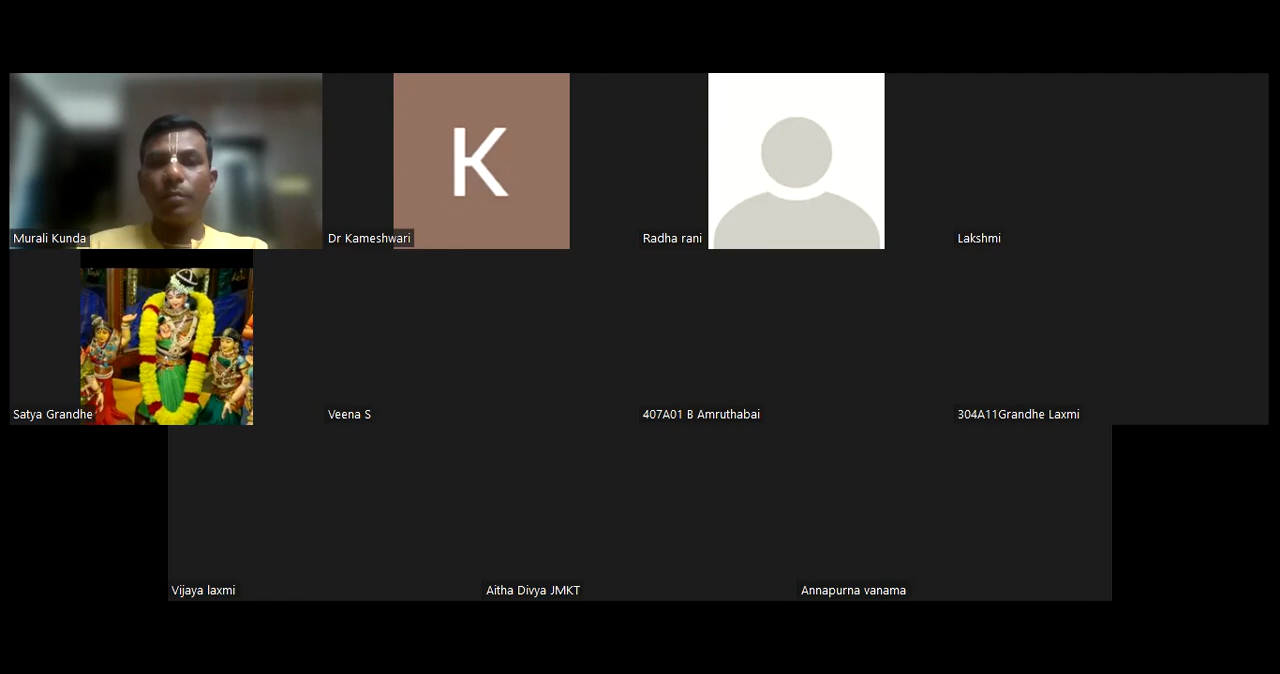 K
Murali Kunda
Dr Kameshwari
Radha rani
Lakshmi
Satya Grandhe
Veena S
407A01 B Amruthabai
304A11Grandhe Laxmi
Vijaya laxmi
Aitha Divya JMKT
Annapurna vanama